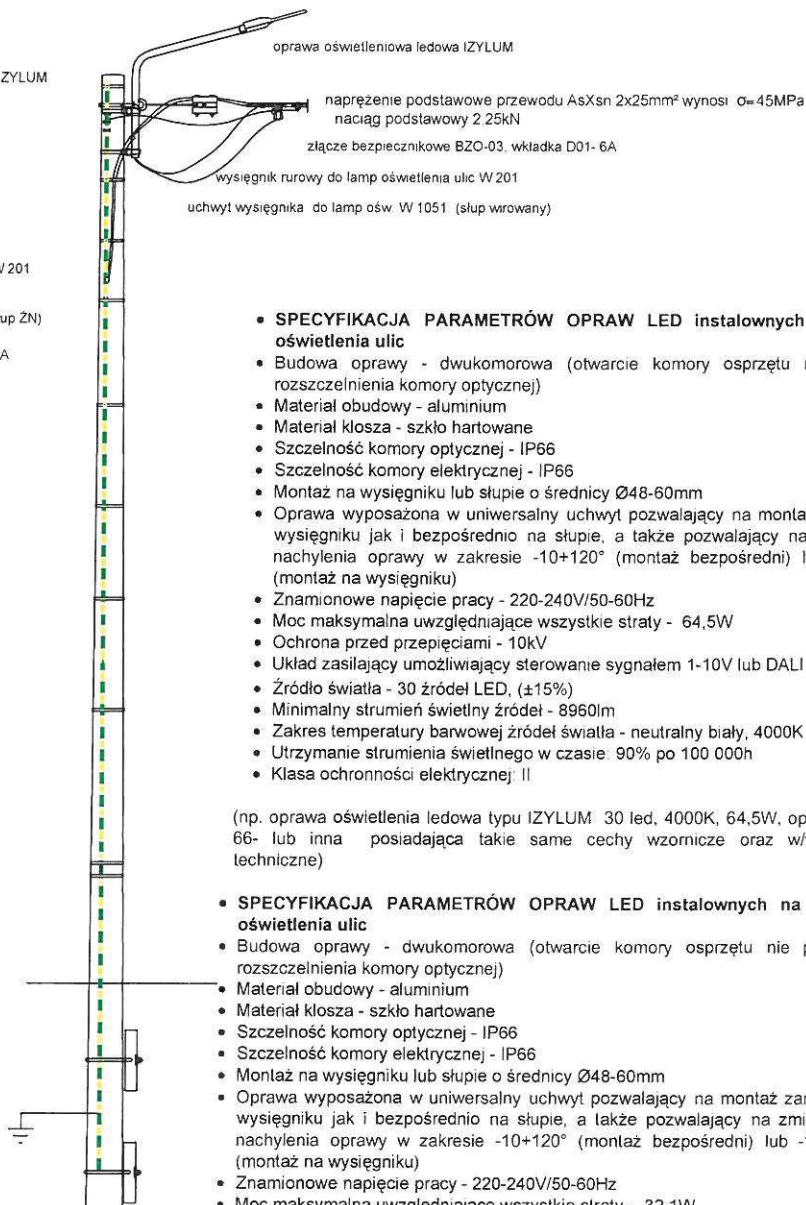 oprawa oświetleniowa ledowa IZYLUM
ZYLUM
naprężenie podstawowe przewodu AsXsn 2x25mm² wynosi σ=45MPa
naciąg podstawowy 2,25kN
złącze bezpiecznikowe BZO-03, wkładka D01- 6A
wysięgnik rurowy do lamp oświetlenia ulic W 201
uchwyt wysięgnika do lamp ośw. W 1051 (słup wirowany)
W 201
up ŻN)
A
• SPECYFIKACJA PARAMETRÓW OPRAW LED instalownych
oświetlenia ulic
• Budowa oprawy - dwukomorowa (otwarcie komory osprzętu
rozszczelnienia komory optycznej)
• Materiał obudowy - aluminium
• Materiał klosza - szkło hartowane
• Szczelność komory optycznej - IP66
• Szczelność komory elektrycznej - IP66
• Montaż na wysięgniku lub słupie o średnicy Ø48-60mm
• Oprawa wyposażona w uniwersalny uchwyt pozwalający na
wysięgniku jak i bezpośrednio na słupie, a także pozwalający na
nachylenia oprawy w zakresie -10+120° (montaż bezpośredni)
(montaż na wysięgniku)
• Znamionowe napięcie pracy - 220-240V/50-60Hz
• Moc maksymalna uwzględniające wszystkie straty - 64,5W
• Ochrona przed przepięciami - 10kV
• Układ zasilający umożliwiający sterowanie sygnałem 1-10V lub DALI
• Źródło światła - 30 źródeł LED, (±15%)
• Minimalny strumień świetlny źródeł - 8960lm
• Zakres temperatury barwowej źródeł światła - neutralny biały, 4000K
• Utrzymanie strumienia świetlnego w czasie: 90% po 100 000h
• Klasa ochronności elektrycznej: II
(np. oprawa oświetlenia ledowa typu IZYLUM 30 led, 4000K, 64,5W, op
66- lub inna posiadająca takie same cechy wzornicze oraz w/
techniczne)
• SPECYFIKACJA PARAMETRÓW OPRAW LED instalownych na
oświetlenia ulic
• Budowa oprawy - dwukomorowa (otwarcie komory osprzętu nie p
rozszczelnienia komory optycznej)
• Materiał obudowy - aluminium
• Materiał klosza - szkło hartowane
• Szczelność komory optycznej - IP66
• Szczelność komory elektrycznej - IP66
• Montaż na wysięgniku lub słupie o średnicy Ø48-60mm
• Oprawa wyposażona w uniwersalny uchwyt pozwalający na montaż
wysięgniku jak i bezpośrednio na słupie, a także pozwalający na
nachylenia oprawy w zakresie -10+120° (montaż bezpośredni) lub -
(montaż na wysięgniku)
• Znamionowe napięcie pracy - 220-240V/50-60Hz
• Moc maksymalna uwzględniające wszystkie straty - 32,1W